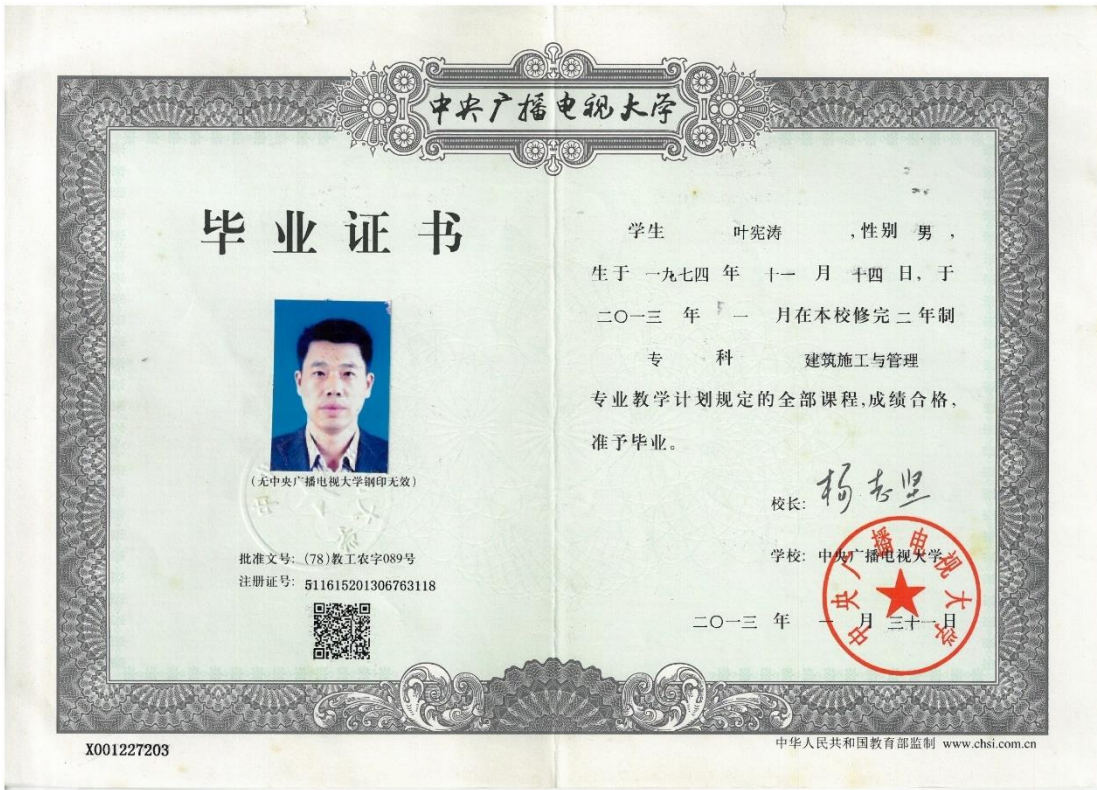 中央广播电视大学
毕业证书
(无中央广播电视大学钢印无效)
批准文号: (78)教工农字089号
注册证号: 511615201306763118
学生 叶宪涛 ,性别 男 ,
生于 一九七四 年 十一 月 十四 日, 于
二〇一三 年 一 月在本校修完 二 年制
专 科 建筑施工与管理
专业教学计划规定的全部课程,成绩合格,
准予毕业。
校长: 杨志坚
学校: 中央广播电视大学
中央广播电视大学
二〇一三 年 一 月 三十一 日
X001227203
中华人民共和国教育部监制 www.chsi.com.cn